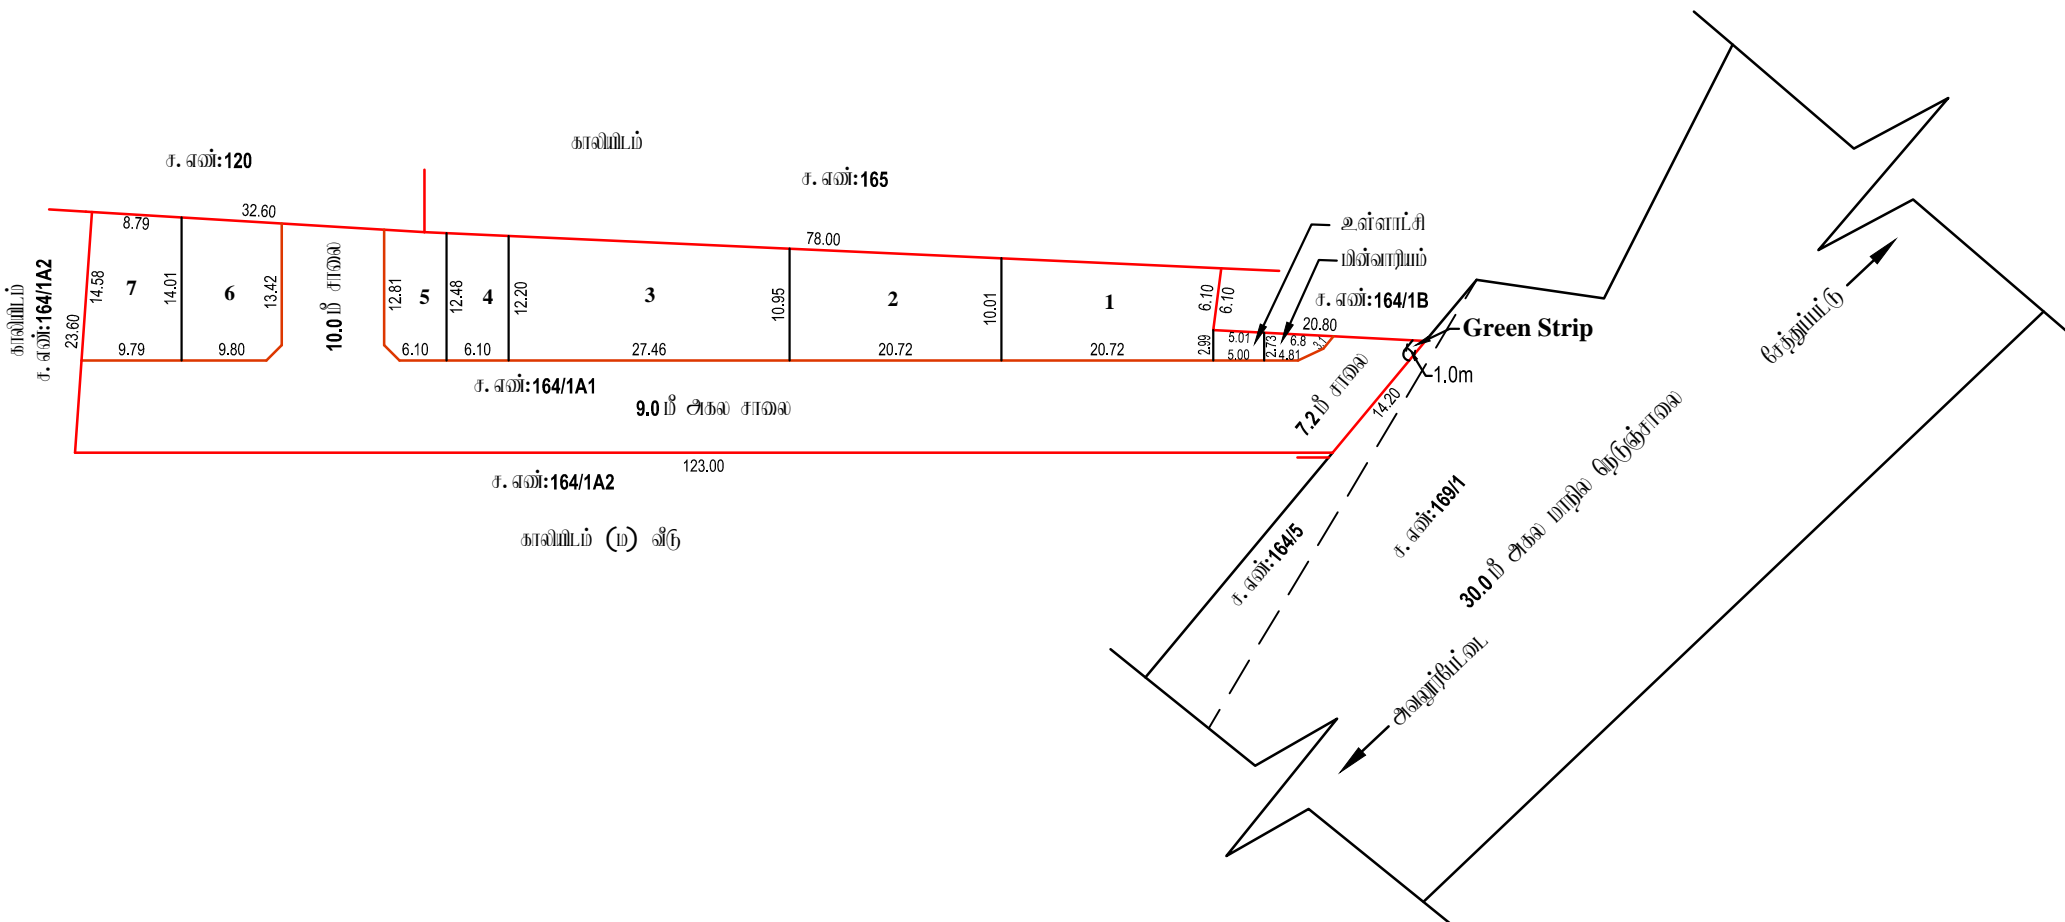 காலியிடம்
ச. எண்:120
ச. எண்:165
32.60
8.79
78.00
உள்ளாட்சி
மின்வாரியம்
ச. எண்:164/1B
காலியிடம்
ச. எண்:164/1A2
23.60
14.58
7
14.01
6
13.42
10.0 மீ சாலை
12.81
5
12.48
4
12.20
3
10.95
2
10.01
1
6.10
6.10
20.80
Green Strip
1.0m
9.79
9.80
6.10
6.10
27.46
20.72
20.72
2.99
5.01
5.00
2.73
6.8
4.81
3.1
ச. எண்:164/1A1
9.0 மீ அகல சாலை
7.2 மீ சாலை
14.20
123.00
ச. எண்:164/1A2
காலியிடம் (ம) வீடு
ச. எண்:164/5
ச. எண்:169/1
30.0 மீ அகல மாநில நெடுஞ்சாலை
சேத்துப்பட்டு
அவலூர்பேட்டை